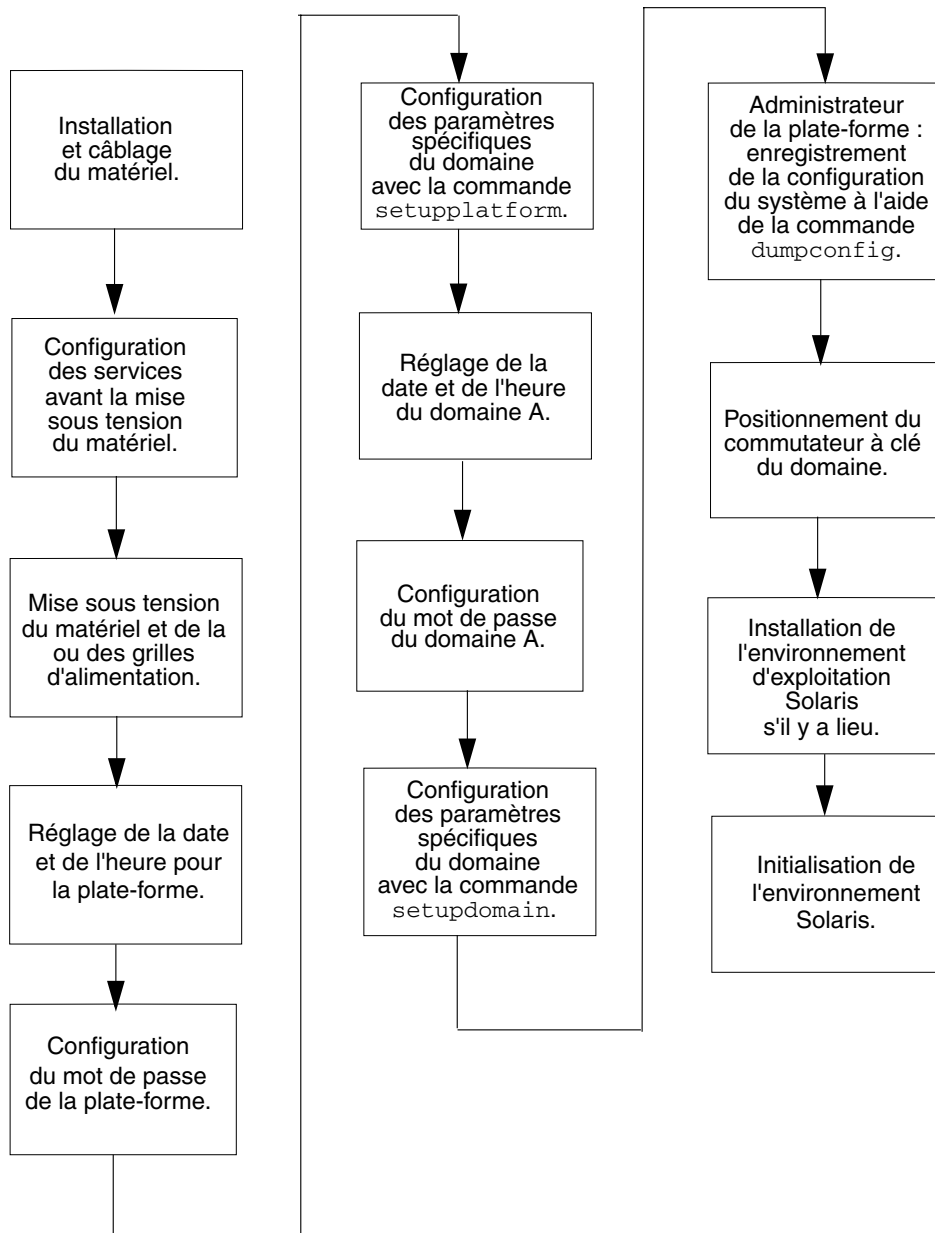 Installation
et câblage
du matériel.
Configuration
des services
avant la mise
sous tension
du matériel.
Mise sous tension
du matériel et de la
ou des grilles
d'alimentation.
Réglage de la date
et de l'heure pour
la plate-forme.
Configuration
du mot de passe
de la plate-forme.
Configuration
des paramètres
spécifiques
du domaine
avec la commande
setupplatform.
Réglage de la
date et de l'heure
du domaine A.
Configuration
du mot de passe
du domaine A.
Configuration
des paramètres
spécifiques
du domaine
avec la commande
setupdomain.
Administrateur
de la plate-forme :
enregistrement
de la configuration
du système à l'aide
de la commande
dumpconfig.
Positionnement du
commutateur à clé
du domaine.
Installation de
l'environnement
d'exploitation
Solaris
s'il y a lieu.
Initialisation de
l'environnement
Solaris.